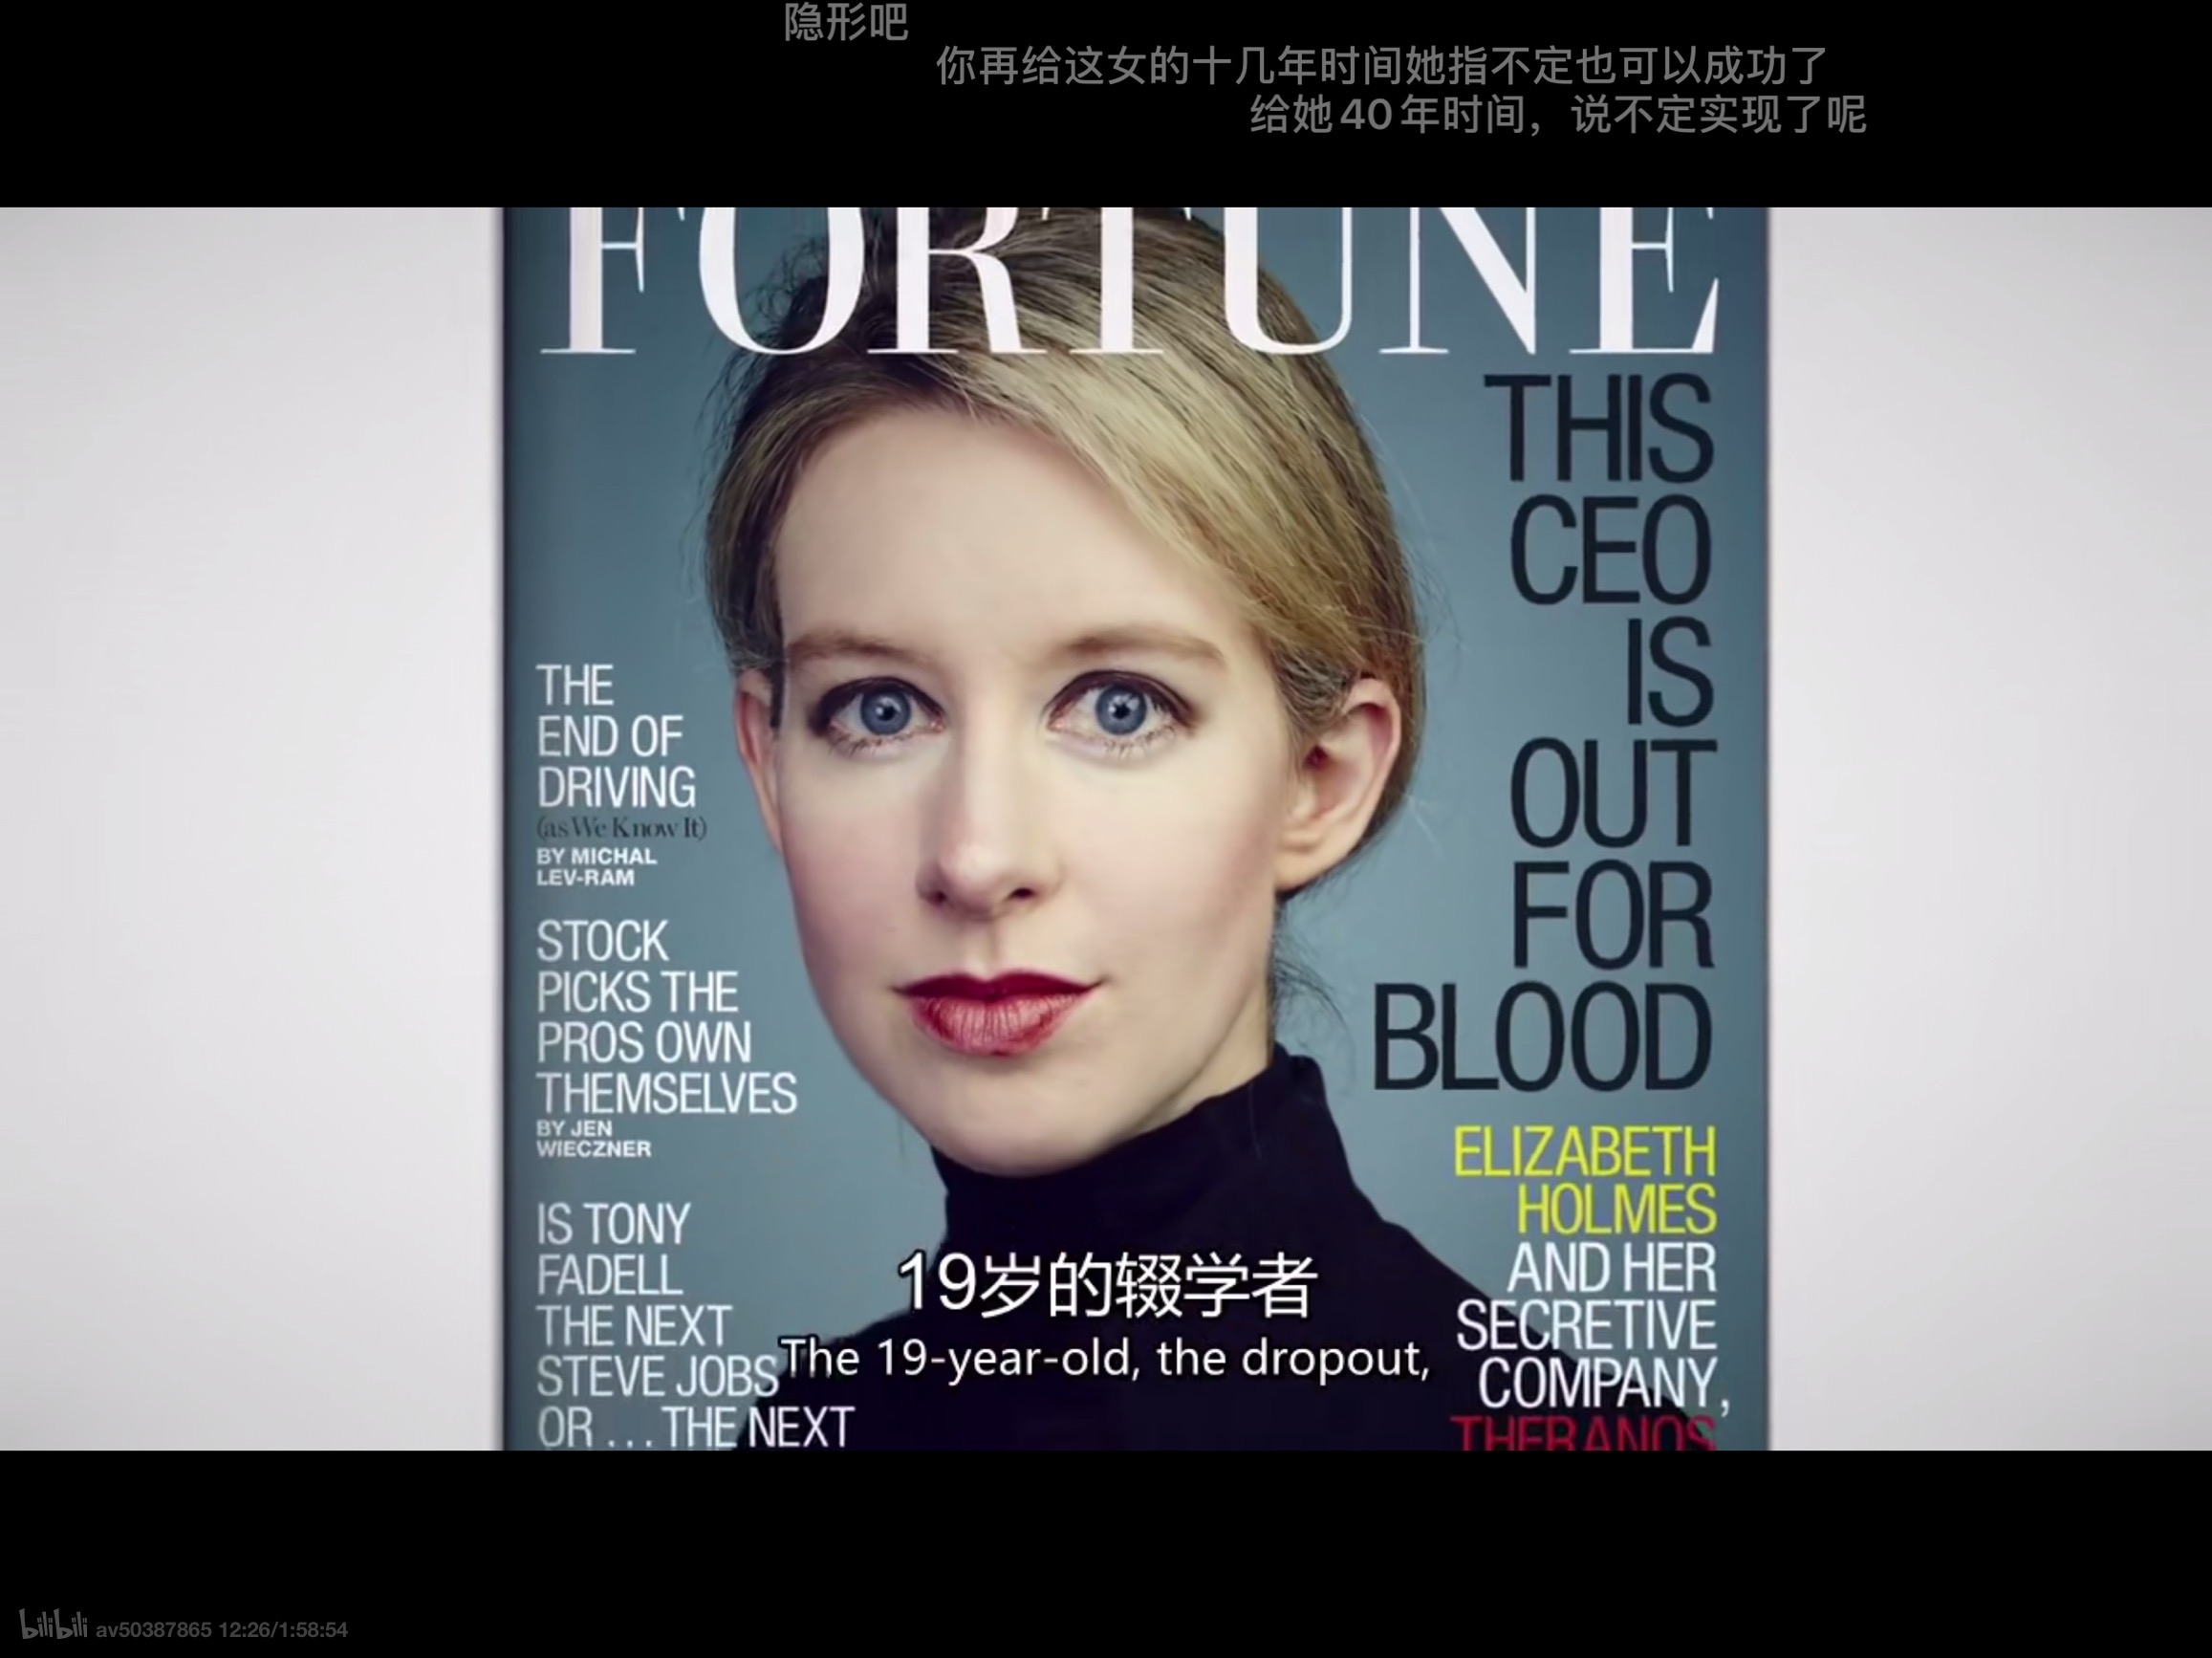 隐形吧
你再给这女的十几年时间她指不定也可以成功了
给她40年时间，说不定实现了呢
FORTUNE
THIS
CEO
IS
OUT
FOR
BLOOD
ELIZABETH
HOLMES
AND HER
SECRETIVE
COMPANY,
THERANOS
THE
END OF
DRIVING
(as We Know It)
BY MICHAL
LEV-RAM
STOCK
PICKS THE
PROS OWN
THEMSELVES
BY JEN
WIECZNER
IS TONY
FADELL
THE NEXT
STEVE JOBS
OR ... THE NEXT
19岁的辍学者
The 19-year-old, the dropout,
bilibili av50387865 12:26/1:58:54